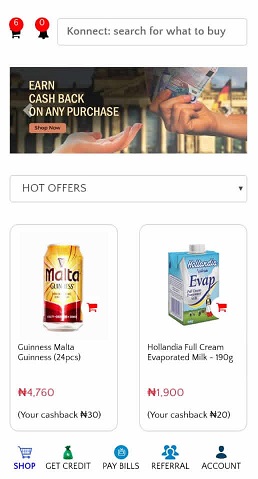 6
0
Konnect: search for what to buy
EARN
CASH BACK
ON ANY PURCHASE
Shop Now
HOT OFFERS
Malta
GUINNESS
Hollandia
Evap
Guinness Malta
Guinness (24pcs)
Hollandia Full Cream
Evaporated Milk - 190g
₦4,760
₦1,900
(Your cashback ₦30)
(Your cashback ₦20)
SHOP
GET CREDIT
PAY BILLS
REFERRAL
ACCOUNT